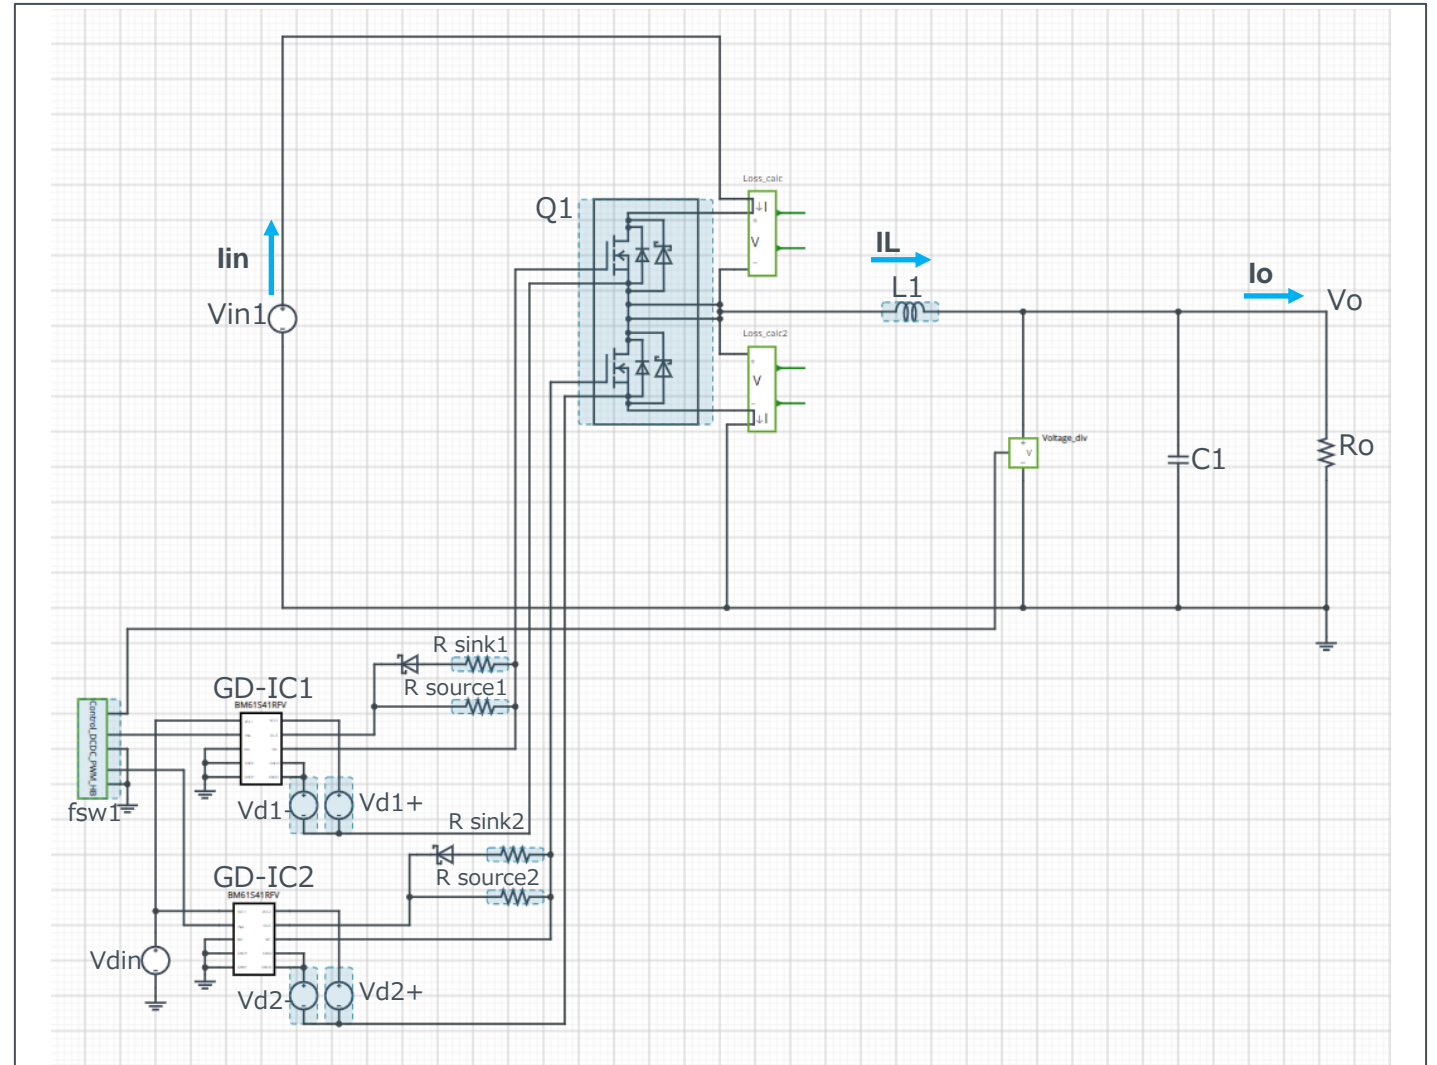 Loss_calc
Q1
↓I
+
V
-
Iin
IL
L1
Io
Vo
Vin1
Loss_calc2
+
V
-
↓I
Voltage_div
+
V
-
C1
Ro
R sink1
R source1
GD-IC1
BM61S41RFV
Control_DCDC_PWM_HB
fsw1
Vd1-
Vd1+
R sink2
R source2
GD-IC2
BM61S41RFV
Vdin
Vd2-
Vd2+